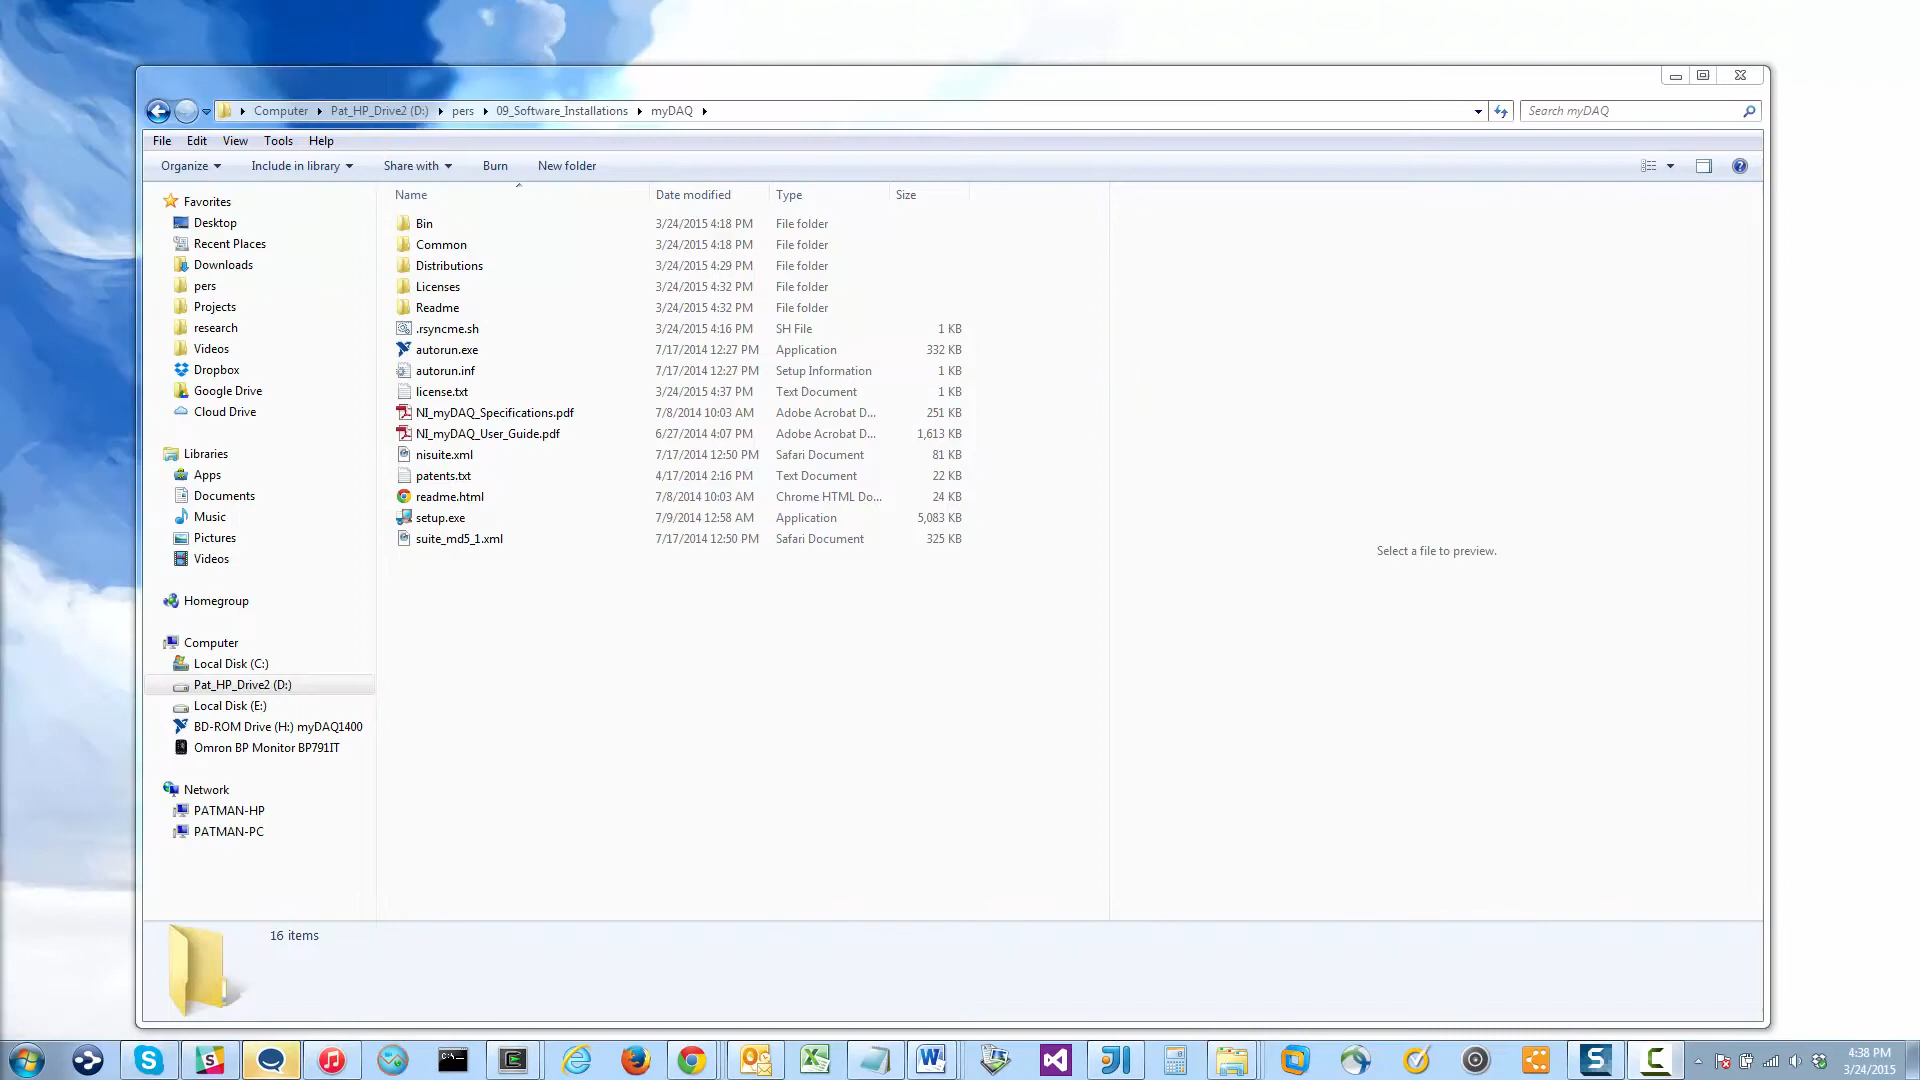 Computer Pat_HP_Drive2 (D:) pers 09_Software_Installations myDAQ
Search myDAQ
File Edit View Tools Help
Organize Include in library Share with Burn New folder
Name Date modified Type Size
Favorites
Desktop
Recent Places
Downloads
pers
Projects
research
Videos
Dropbox
Google Drive
Cloud Drive
Libraries
Apps
Documents
Music
Pictures
Videos
Homegroup
Computer
Local Disk (C:)
Pat_HP_Drive2 (D:)
Local Disk (E:)
BD-ROM Drive (H:) myDAQ1400
Omron BP Monitor BP791IT
Network
PATMAN-HP
PATMAN-PC
Bin 3/24/2015 4:18 PM File folder
Common 3/24/2015 4:18 PM File folder
Distributions 3/24/2015 4:29 PM File folder
Licenses 3/24/2015 4:32 PM File folder
Readme 3/24/2015 4:32 PM File folder
.rsyncme.sh 3/24/2015 4:16 PM SH File 1 KB
autorun.exe 7/17/2014 12:27 PM Application 332 KB
autorun.inf 7/17/2014 12:27 PM Setup Information 1 KB
license.txt 3/24/2015 4:37 PM Text Document 1 KB
NI_myDAQ_Specifications.pdf 7/8/2014 10:03 AM Adobe Acrobat D... 251 KB
NI_myDAQ_User_Guide.pdf 6/27/2014 4:07 PM Adobe Acrobat D... 1,613 KB
nisuite.xml 7/17/2014 12:50 PM Safari Document 81 KB
patents.txt 4/17/2014 2:16 PM Text Document 22 KB
readme.html 7/8/2014 10:03 AM Chrome HTML Do... 24 KB
setup.exe 7/9/2014 12:58 AM Application 5,083 KB
suite_md5_1.xml 7/17/2014 12:50 PM Safari Document 325 KB
Select a file to preview.
16 items
4:38 PM
3/24/2015